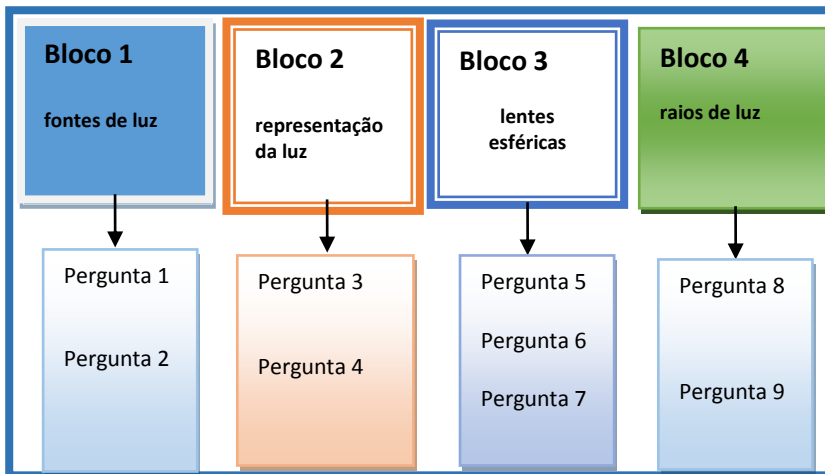 Bloco 1
fontes de luz
Bloco 2
representação
da luz
Bloco 3
lentes
esféricas
Bloco 4
raios de luz
Pergunta 1
Pergunta 2
Pergunta 3
Pergunta 4
Pergunta 5
Pergunta 6
Pergunta 7
Pergunta 8
Pergunta 9